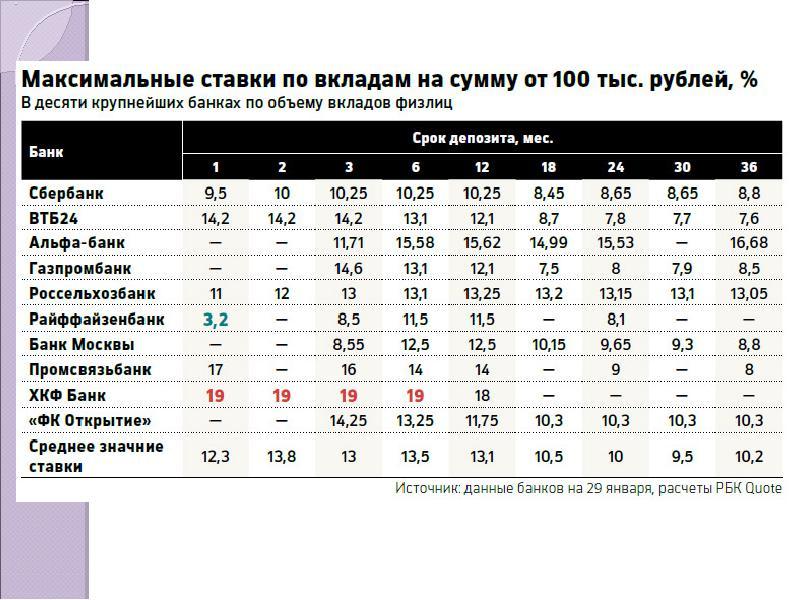 Максимальные ставки по вкладам на сумму от 100 тыс. рублей, %
В десяти крупнейших банках по объему вкладов физлиц
Банк Срок депозита, мес.
1 2 3 6 12 18 24 30 36
Сбербанк 9,5 10 10,25 10,25 10,25 8,45 8,65 8,65 8,8
ВТБ24 14,2 14,2 14,2 13,1 12,1 8,7 7,8 7,7 7,6
Альфа-банк — — 11,71 15,58 15,62 14,99 15,53 — 16,68
Газпромбанк — — 14,6 13,1 12,1 7,5 8 7,9 8,5
Россельхозбанк 11 12 13 13,1 13,25 13,2 13,15 13,1 13,05
Райффайзенбанк 3,2 — 8,5 11,5 11,5 — 8,1 — —
Банк Москвы — — 8,55 12,5 12,5 10,15 9,65 9,3 8,8
Промсвязьбанк 17 — 16 14 14 — 9 — 8
ХКФ Банк 19 19 19 19 18 — — — —
«ФК Открытие» — — 14,25 13,25 11,75 10,3 10,3 10,3 10,3
Среднее значние
ставки 12,3 13,8 13 13,5 13,1 10,5 10 9,5 10,2
Источник: данные банков на 29 января, расчеты РБК Quote